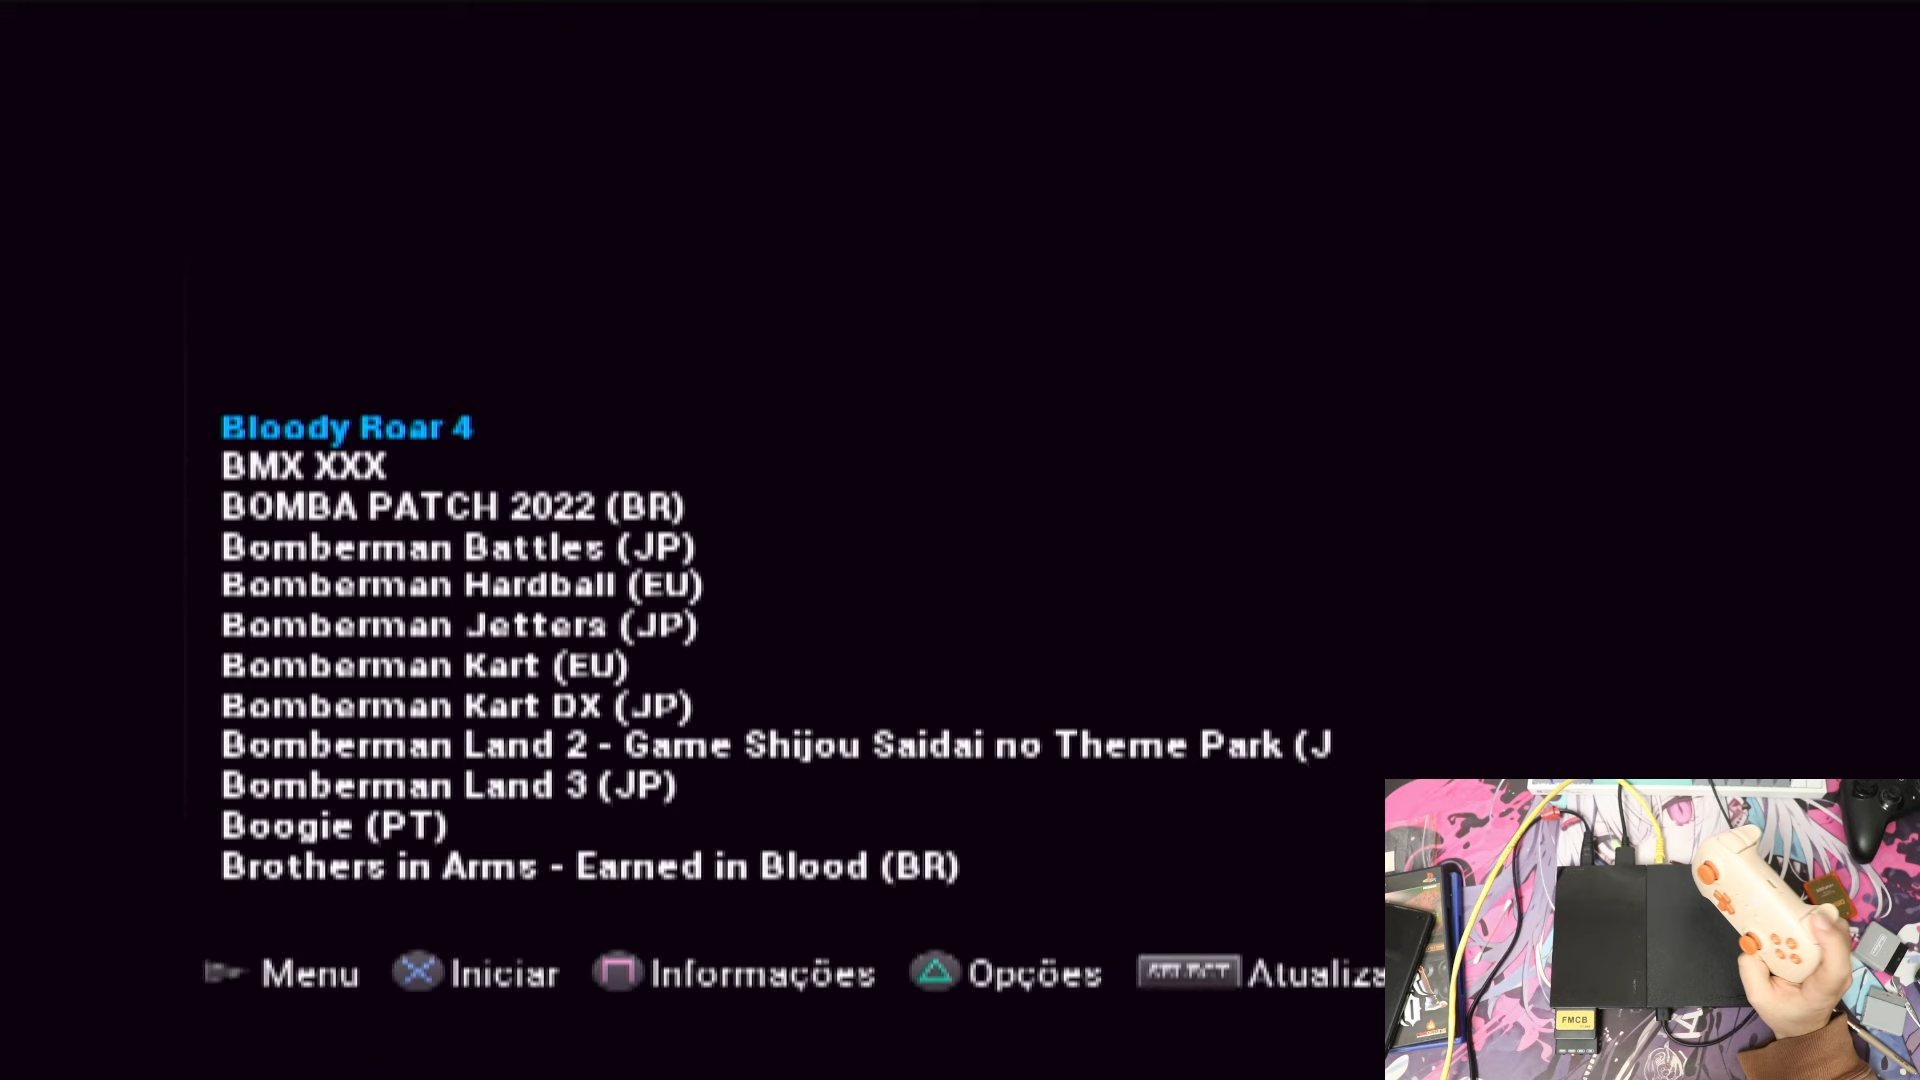 Bloody Roar 4
BMX XXX
BOMBA PATCH 2022 (BR)
Bomberman Battles (JP)
Bomberman Hardball (EU)
Bomberman Jetters (JP)
Bomberman Kart (EU)
Bomberman Kart DX (JP)
Bomberman Land 2 - Game Shijou Saidai no Theme Park (J
Bomberman Land 3 (JP)
Boogie (PT)
Brothers in Arms - Earned in Blood (BR)
Menu Iniciar Informações Opções SELECT Atualiza
FMCB